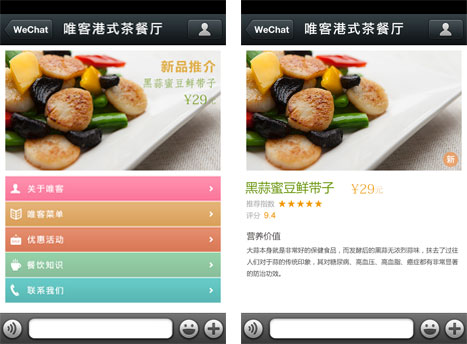 WeChat
唯客港式茶餐厅
新品推介
黑蒜蜜豆鲜带子
¥29元
关于唯客
唯客菜单
优惠活动
餐饮知识
联系我们
WeChat
唯客港式茶餐厅
新
黑蒜蜜豆鲜带子 ¥29元
推荐指数 ★★★★★
评分 9.4
营养价值
大蒜本身就是非常好的保健食品，而发酵后的黑蒜无浓烈蒜味，抹去了过往
人们对于蒜的传统印象，其对糖尿病、高血压、高血脂、癌症都有非常显著
的防治功效。